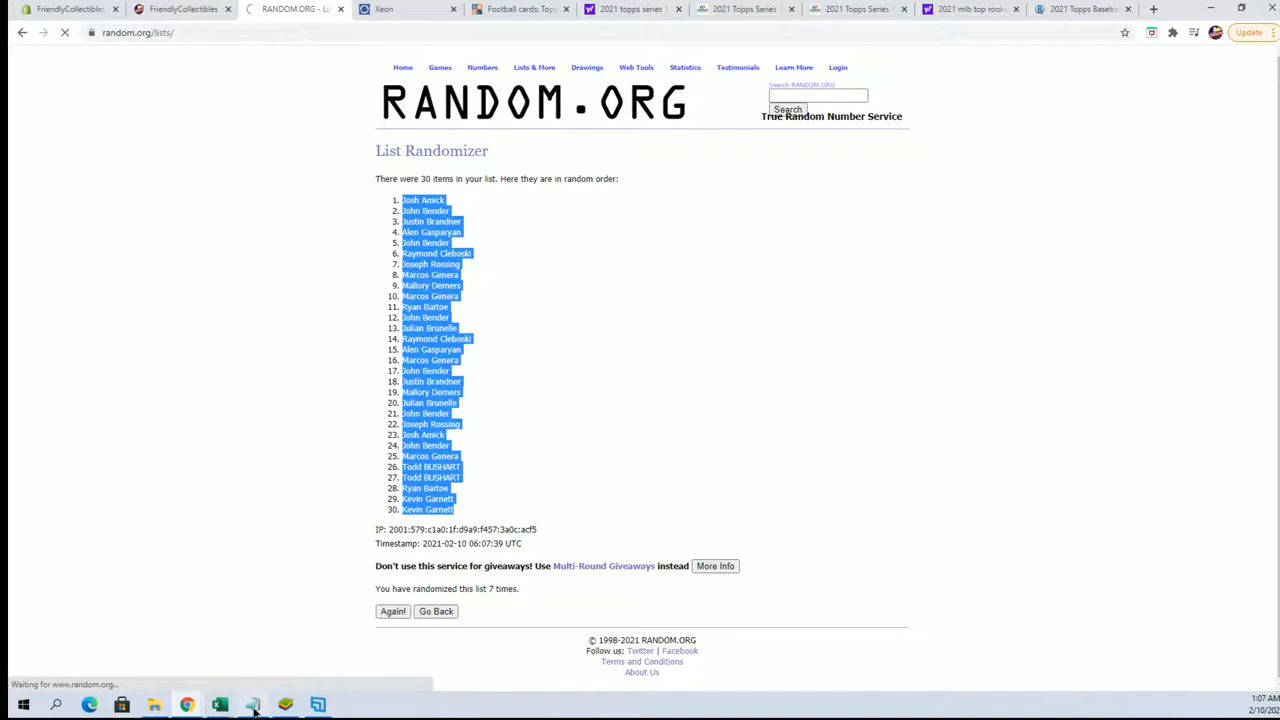 FriendlyCollectibles
FriendlyCollectibles
RANDOM.ORG - Li
Xeon
Football cards: Top
2021 topps series 1
2021 Topps Series
2021 Topps Series
2021 mlb top rook
2021 Topps Baseb
random.org/lists/
Update
Home Games Numbers Lists & More Drawings Web Tools Statistics Testimonials Learn More Login
Search RANDOM.ORG
Search
RANDOM.ORG
True Random Number Service
List Randomizer
There were 30 items in your list. Here they are in random order:
1. Josh Amick
2. John Bender
3. Dustin Brandner
4. Alen Gasparyan
5. John Bender
6. Raymond Cleboski
7. Joseph Rossing
8. Marcos Genera
9. Mallory Demers
10. Marcos Genera
11. Ryan Bartoe
12. John Bender
13. Julian Brunelle
14. Raymond Cleboski
15. Alen Gasparyan
16. Marcos Genera
17. John Bender
18. Dustin Brandner
19. Mallory Demers
20. Julian Brunelle
21. John Bender
22. Joseph Rossing
23. Josh Amick
24. John Bender
25. Marcos Genera
26. Todd BUSHART
27. Todd BUSHART
28. Ryan Bartoe
29. Kevin Garnett
30. Kevin Garnett
IP: 2001:579:c1a0:1f:d9a9:f457:3a0c:acf5
Timestamp: 2021-02-10 06:07:39 UTC
Don't use this service for giveaways! Use Multi-Round Giveaways instead More Info
You have randomized this list 7 times.
Again! Go Back
© 1998-2021 RANDOM.ORG
Follow us: Twitter | Facebook
Terms and Conditions
About Us
Waiting for www.random.org...
1:07 AM
2/10/202